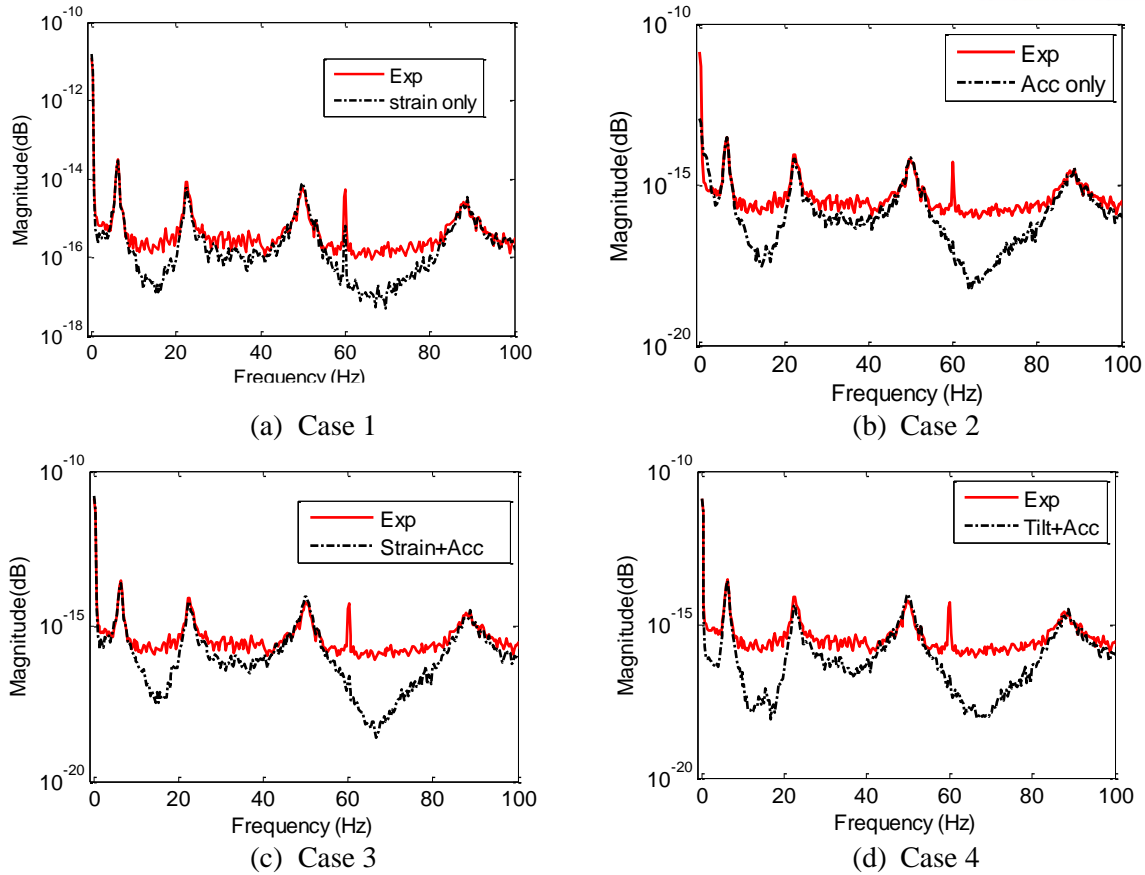 10^-10
10^-12
10^-14
10^-16
10^-18
Magnitude(dB)
Exp
strain only
0 20 40 60 80 100
Frequency (Hz)
(a) Case 1
10^-10
10^-15
10^-20
Magnitude(dB)
Exp
Acc only
0 20 40 60 80 100
Frequency (Hz)
(b) Case 2
10^-10
10^-15
10^-20
Magnitude(dB)
Exp
Strain+Acc
0 20 40 60 80 100
Frequency (Hz)
(c) Case 3
10^-10
10^-15
10^-20
Magnitude(dB)
Exp
Tilt+Acc
0 20 40 60 80 100
Frequency (Hz)
(d) Case 4